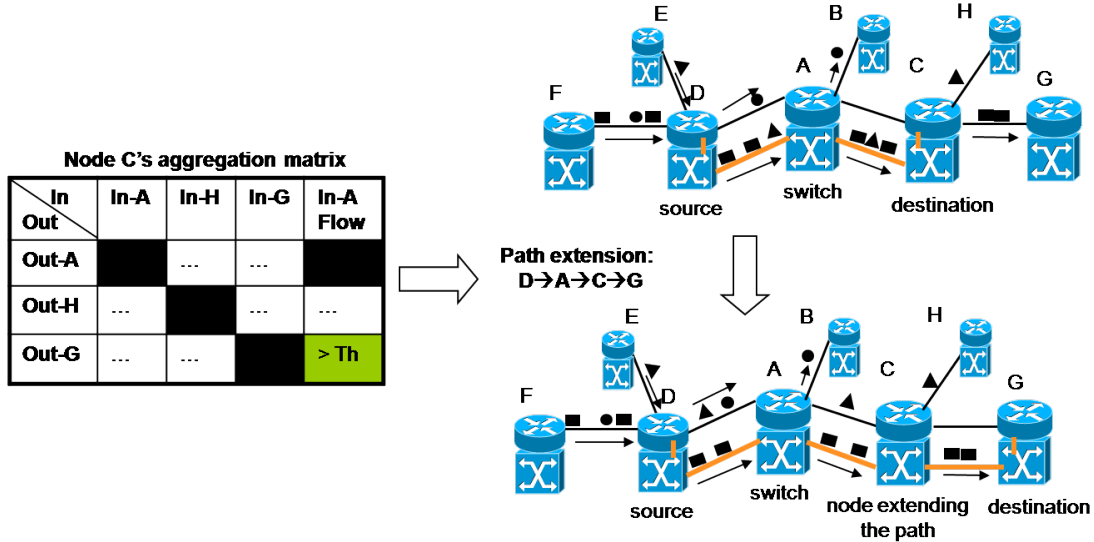 E
B
H
A
C
G
D
F
switch
source
destination
Node C's aggregation matrix
In
Out
In-A
In-H
In-G
In-A
Flow
Out-A
...
...
Out-H
...
...
...
Out-G
...
...
> Th
Path extension:
D→A→C→G
E
B
H
A
C
G
D
F
switch
source
node extending
the path
destination